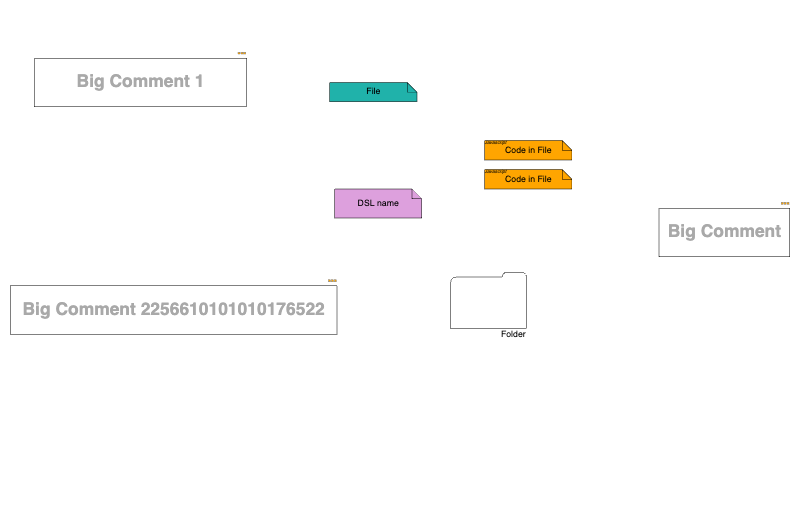 Big Comment 1
File
Code in File
Code in File
DSL name
Big Comment
Big Comment 2256610101010176522
Folder